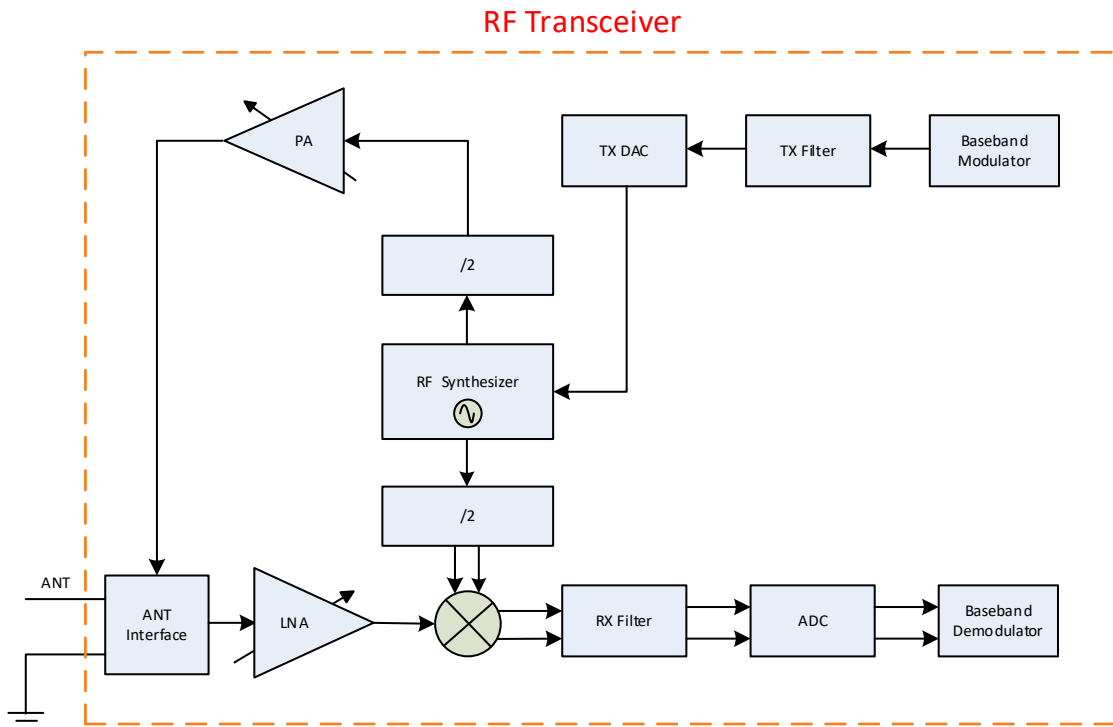 RF Transceiver
PA
TX DAC
TX Filter
Baseband
Modulator
/2
RF Synthesizer
/2
ANT
ANT
Interface
LNA
RX Filter
ADC
Baseband
Demodulator